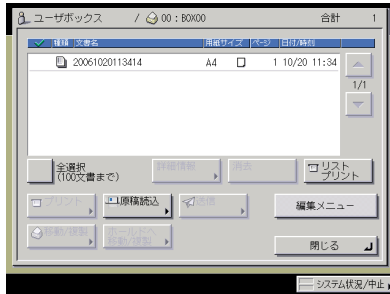 ユーザボックス / 00：BOX00 合計 1
種類 文書名 用紙サイズ ページ 日付/時刻
20061020113414 A4 1 10/20 11:34
1/1
全選択
(100文書まで)
詳細情報
消去
リスト
プリント
プリント
原稿読込
送信
編集メニュー
移動/複製
ホールドへ
移動/複製
閉じる
システム状況/中止